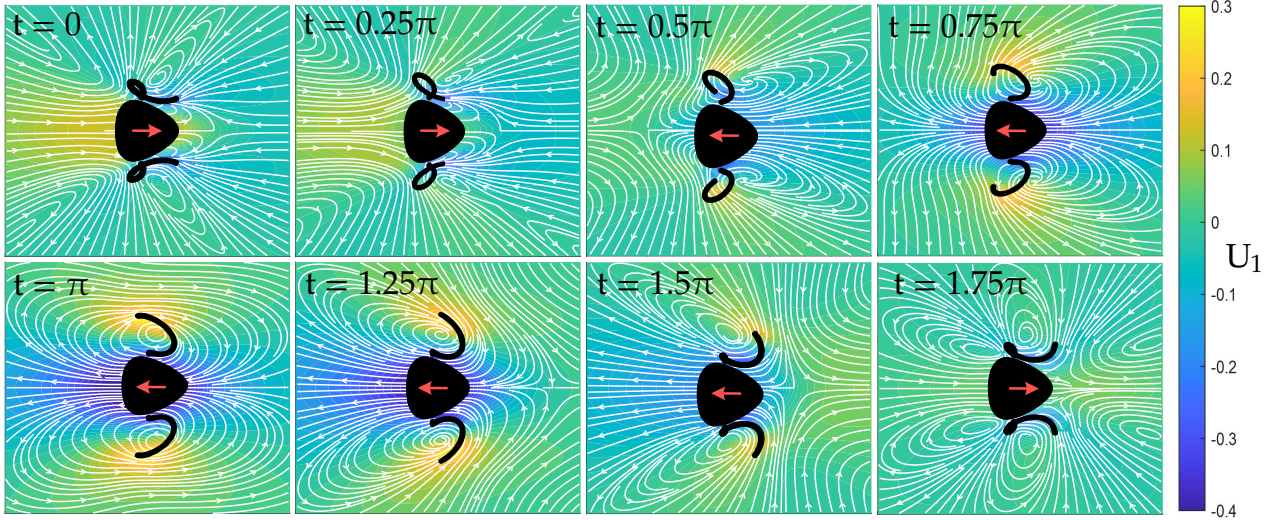 t = 0
t = 0.25π
t = 0.5π
t = 0.75π
t = π
t = 1.25π
t = 1.5π
t = 1.75π
0.3
0.2
0.1
0
-0.1
-0.2
-0.3
-0.4
U₁